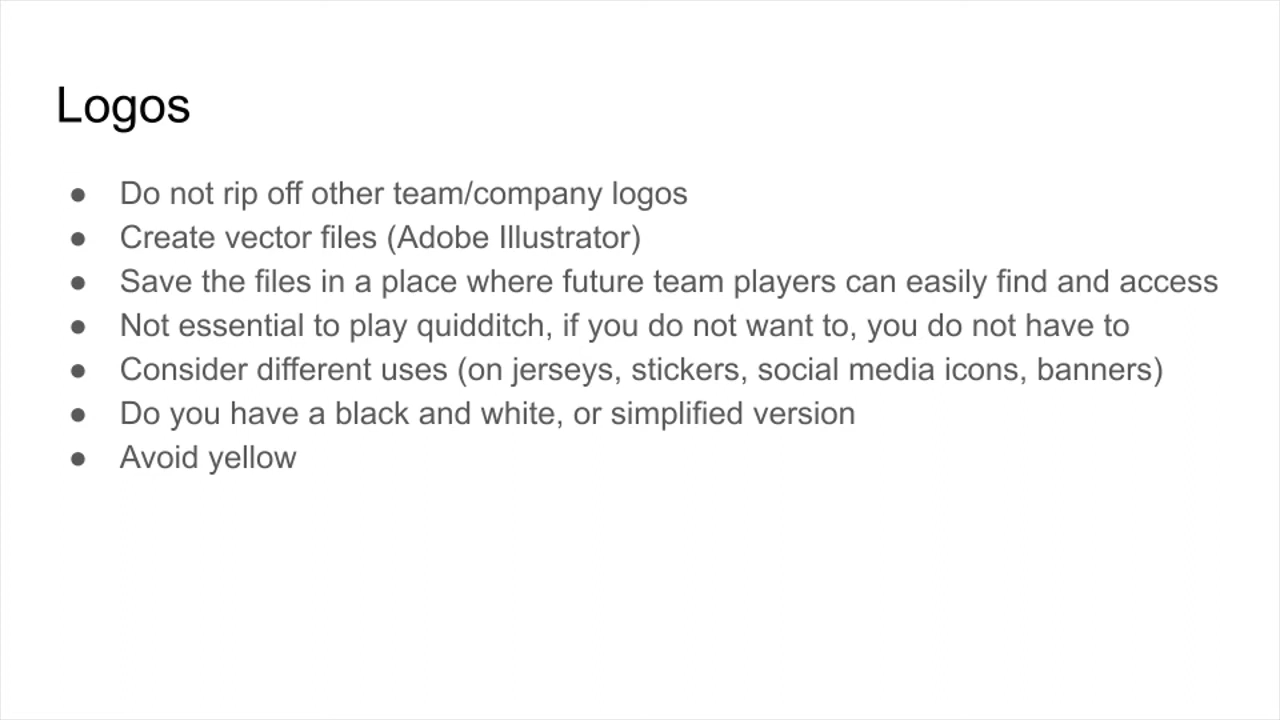 Logos
● Do not rip off other team/company logos
● Create vector files (Adobe Illustrator)
● Save the files in a place where future team players can easily find and access
● Not essential to play quidditch, if you do not want to, you do not have to
● Consider different uses (on jerseys, stickers, social media icons, banners)
● Do you have a black and white, or simplified version
● Avoid yellow